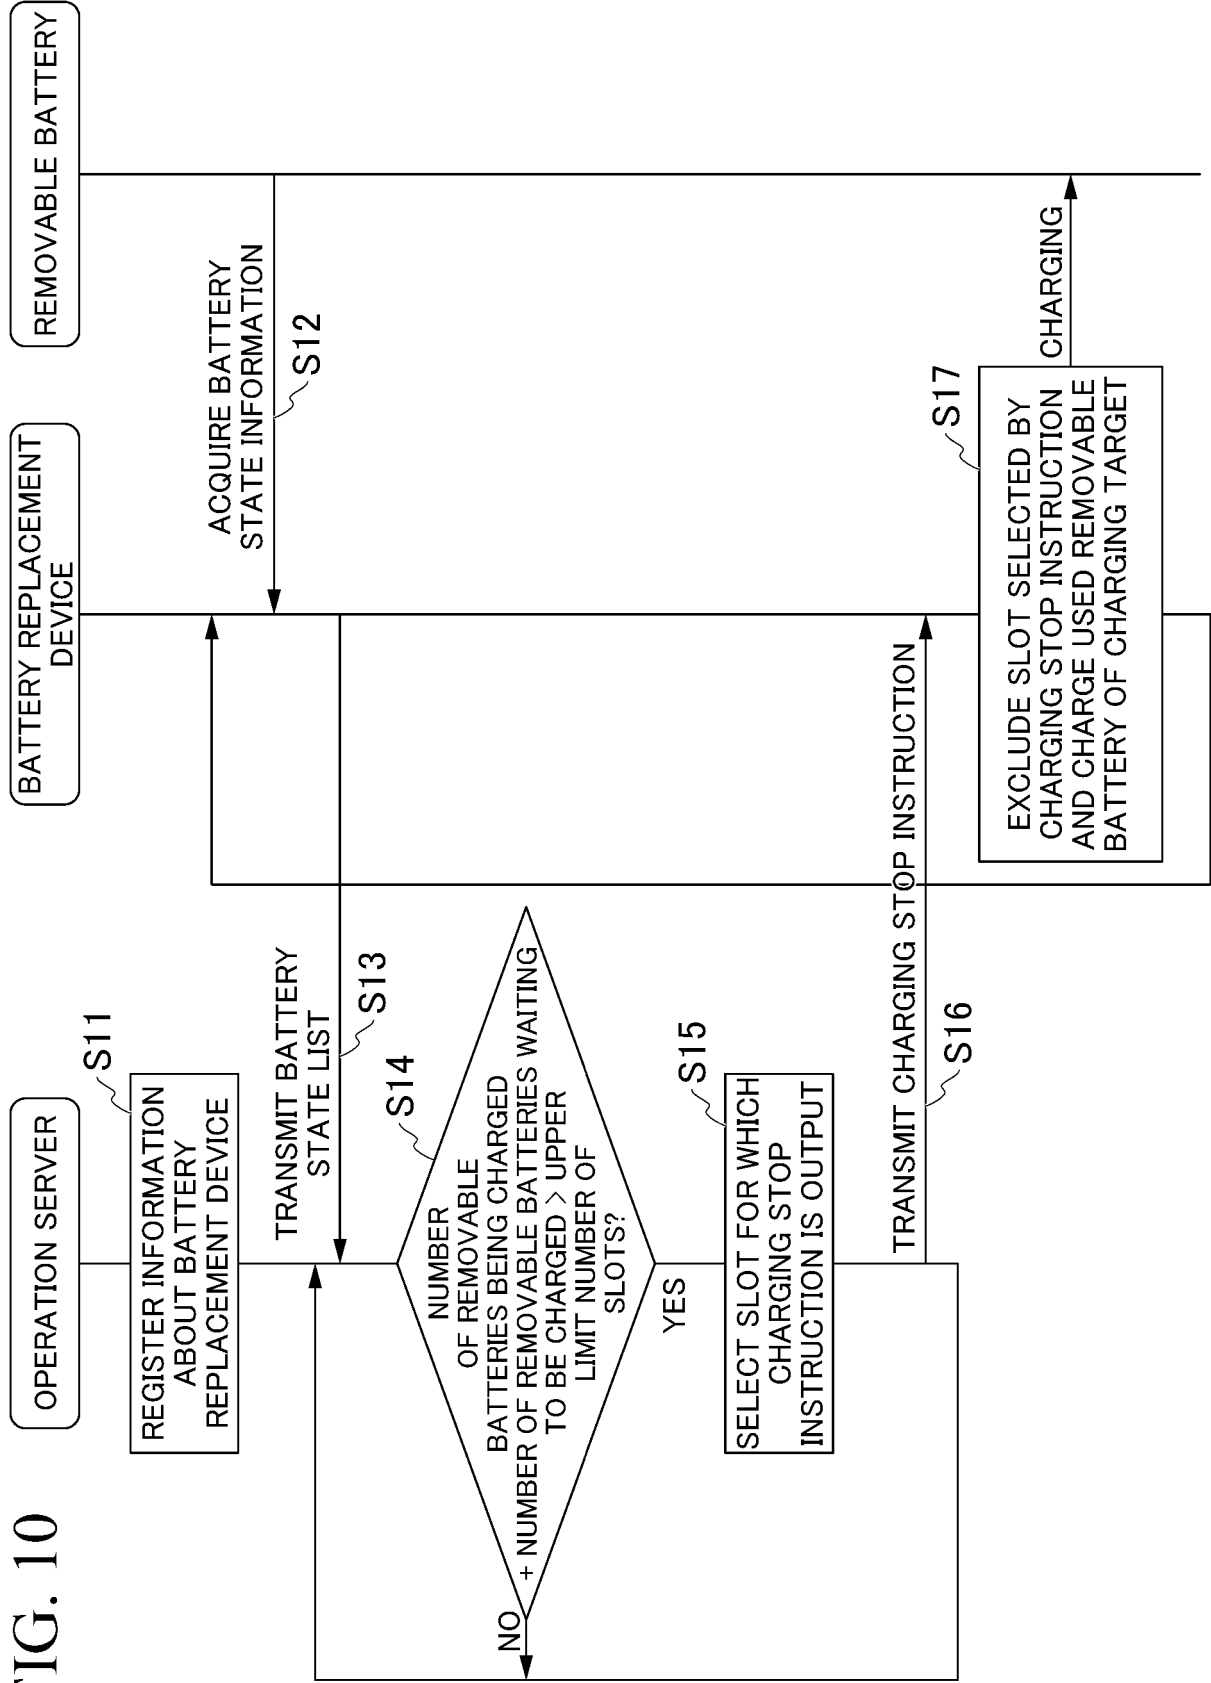 FIG. 10
OPERATION SERVER
BATTERY REPLACEMENT
DEVICE
REMOVABLE BATTERY
S11
REGISTER INFORMATION
ABOUT BATTERY
REPLACEMENT DEVICE
ACQUIRE BATTERY
STATE INFORMATION
S12
TRANSMIT BATTERY
STATE LIST
S13
S14
NUMBER
OF REMOVABLE
BATTERIES BEING CHARGED
+ NUMBER OF REMOVABLE BATTERIES WAITING
TO BE CHARGED > UPPER
LIMIT NUMBER OF
SLOTS?
NO
YES
S15
SELECT SLOT FOR WHICH
CHARGING STOP
INSTRUCTION IS OUTPUT
TRANSMIT CHARGING STOP INSTRUCTION
S16
S17
EXCLUDE SLOT SELECTED BY
CHARGING STOP INSTRUCTION
AND CHARGE USED REMOVABLE
BATTERY OF CHARGING TARGET
CHARGING